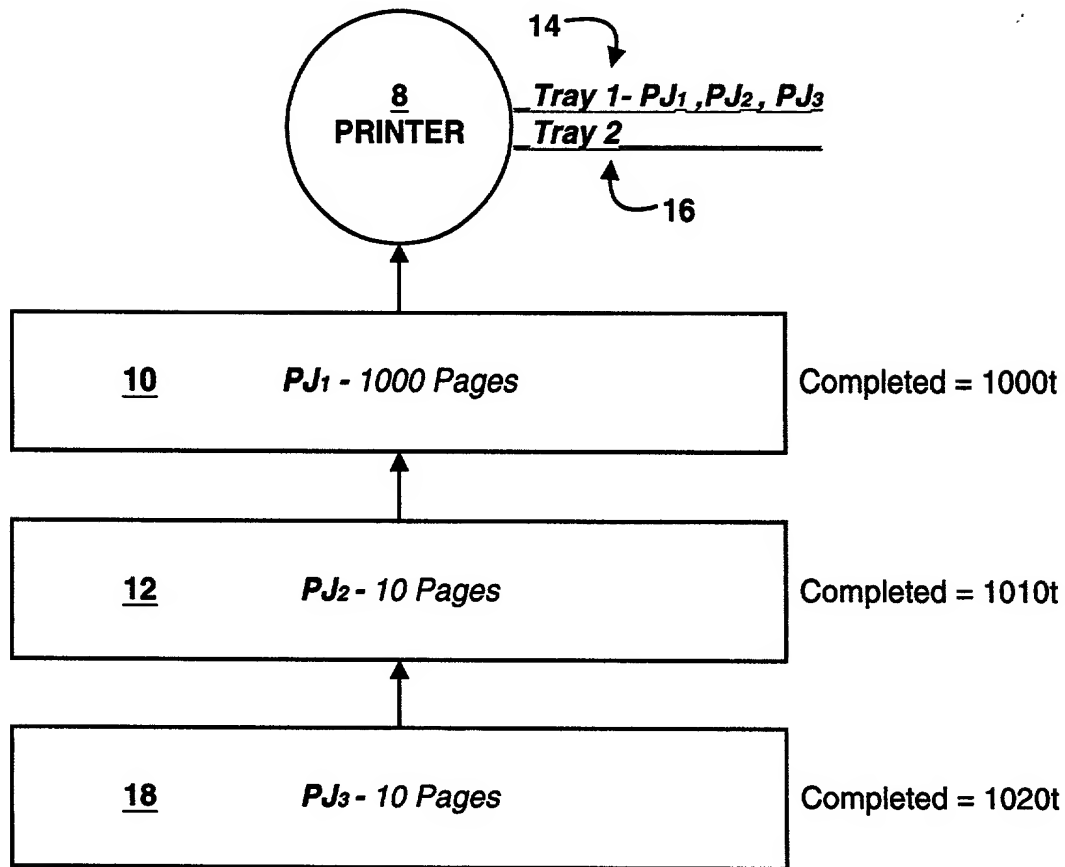 14
8
PRINTER
Tray 1- PJ1 ,PJ2, PJ3
Tray 2
16
10 PJ1 - 1000 Pages Completed = 1000t
12 PJ2 - 10 Pages Completed = 1010t
18 PJ3 - 10 Pages Completed = 1020t